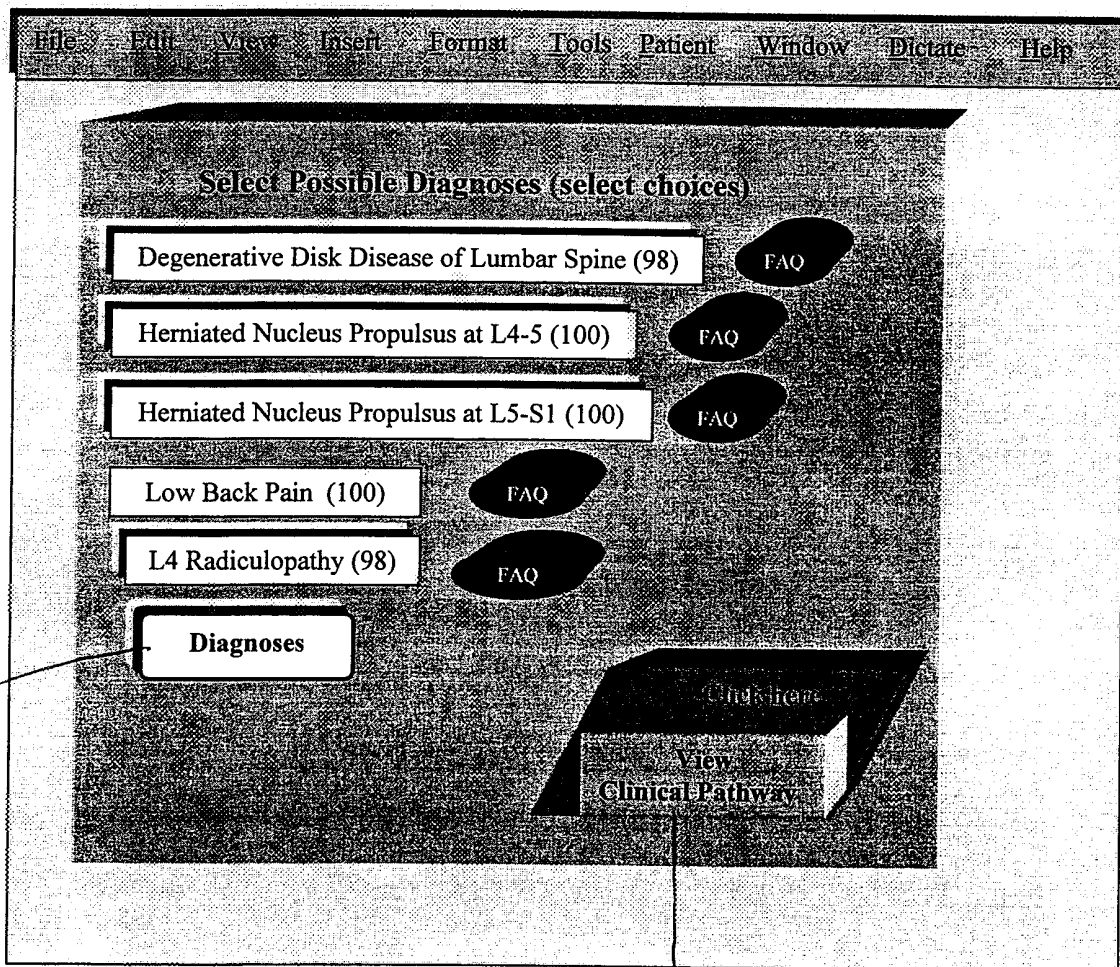 File Edit View Insert Format Tools Patient Window Dictate Help
Select Possible Diagnoses (select choices)
Degenerative Disk Disease of Lumbar Spine (98) FAQ
Herniated Nucleus Propulsus at L4-5 (100) FAQ
Herniated Nucleus Propulsus at L5-S1 (100) FAQ
Low Back Pain (100) FAQ
L4 Radiculopathy (98) FAQ
Diagnoses
Click here
View
Clinical Pathway